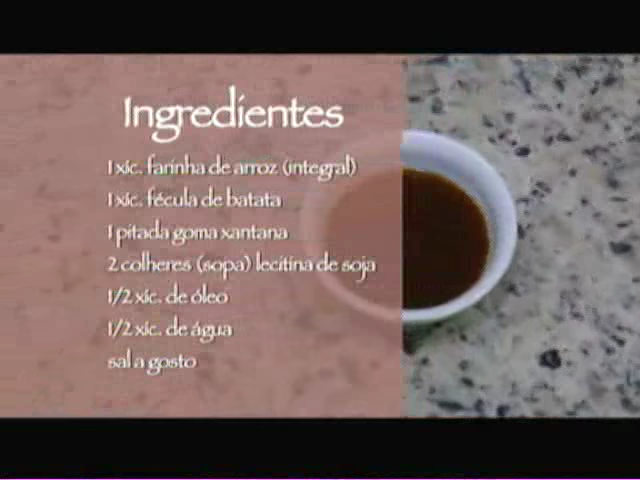 Ingredientes
1 xíc. farinha de arroz (integral)
1 xíc. fécula de batata
1 pitada goma xantana
2 colheres (sopa) lecitina de soja
1/2 xíc. de óleo
1/2 xíc. de água
sal a gosto